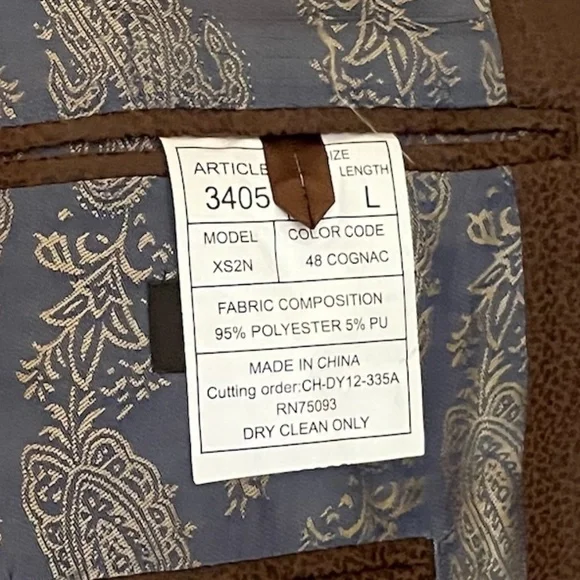 ARTICLE
LENGTH
3405
L
MODEL
COLOR CODE
XS2N
48 COGNAC
FABRIC COMPOSITION
95% POLYESTER 5% PU
MADE IN CHINA
Cutting order:CH-DY12-335A
RN75093
DRY CLEAN ONLY